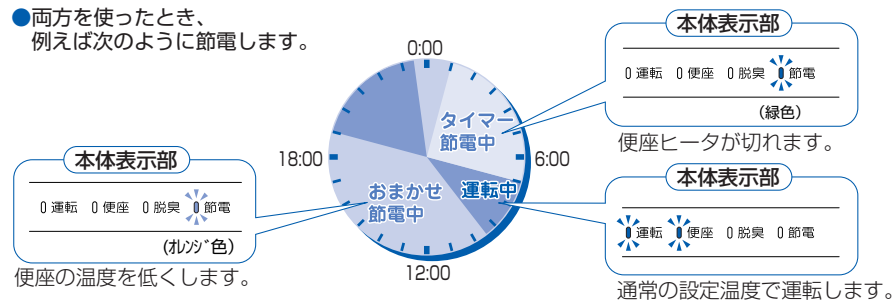 ●両方を使ったとき、
例えば次のように節電します。
0:00
6:00
12:00
18:00
タイマー
節電中
運転中
おまかせ
節電中
本体表示部
運転 便座 脱臭 節電
(緑色)
便座ヒータが切れます。
本体表示部
運転 便座 脱臭 節電
通常の設定温度で運転します。
本体表示部
運転 便座 脱臭 節電
(オレンジ色)
便座の温度を低くします。